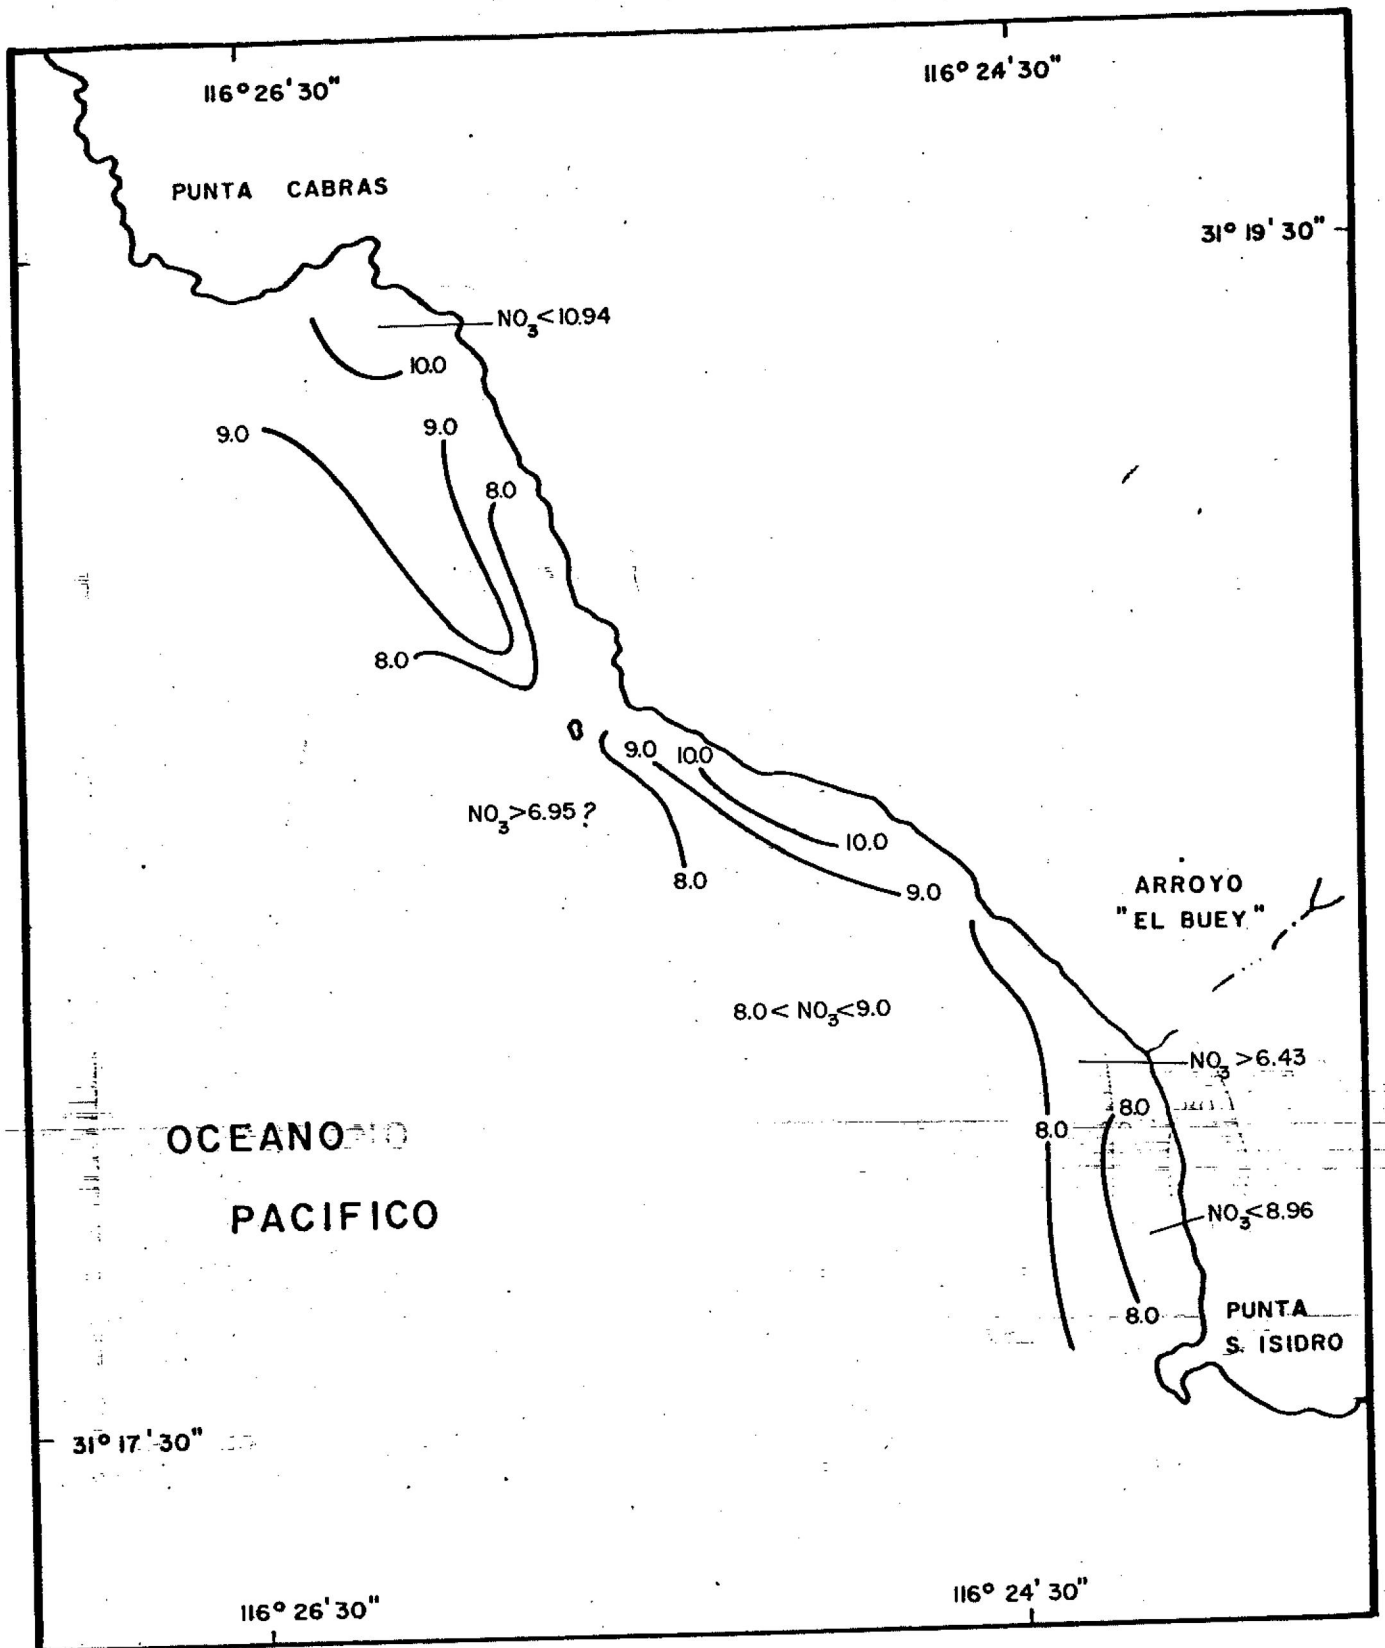 116° 26' 30"
116° 24' 30"
PUNTA CABRAS
31° 19' 30"
NO₃<10.94
10.0
9.0
9.0
8.0
8.0
9.0
10.0
NO₃>6.95?
10.0
8.0
9.0
ARROYO
"EL BUEY"
8.0< NO₃<9.0
NO₃ >6.43
8.0
8.0
OCEANO
PACIFICO
NO₃<8.96
8.0
PUNTA
S. ISIDRO
31° 17' 30"
116° 26' 30"
116° 24' 30"